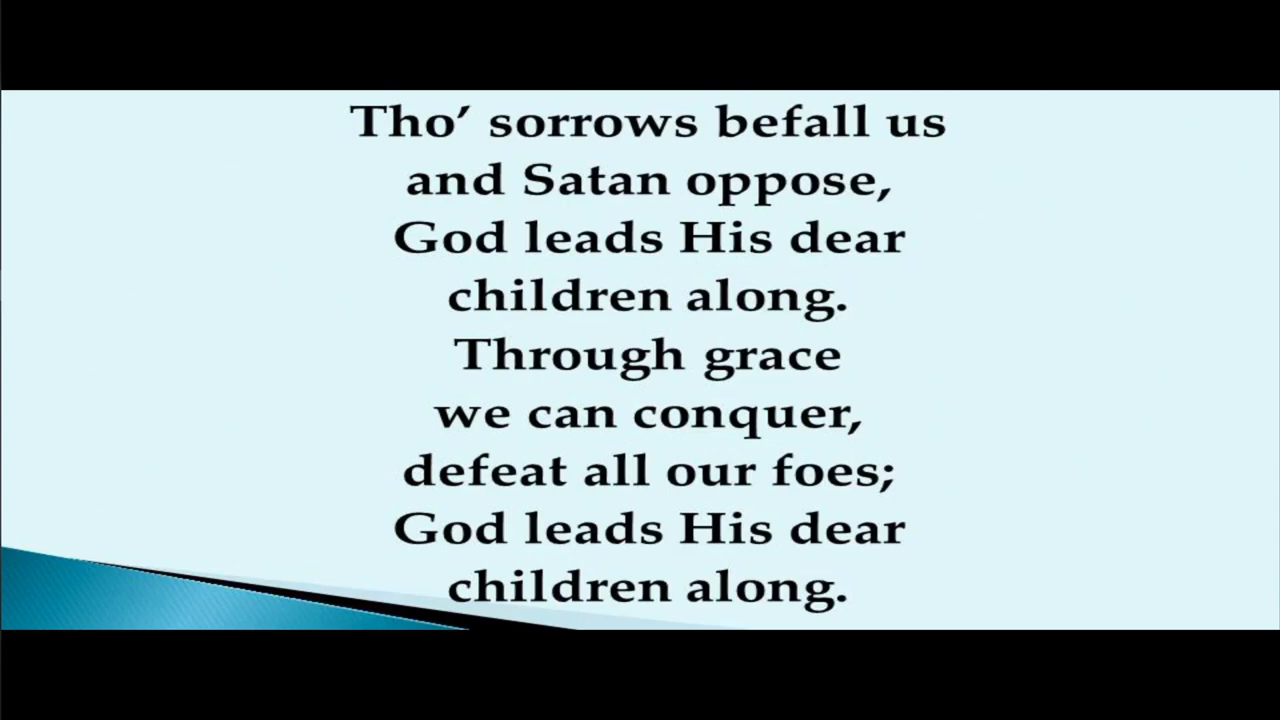 Tho’ sorrows befall us
and Satan oppose,
God leads His dear
children along.
Through grace
we can conquer,
defeat all our foes;
God leads His dear
children along.